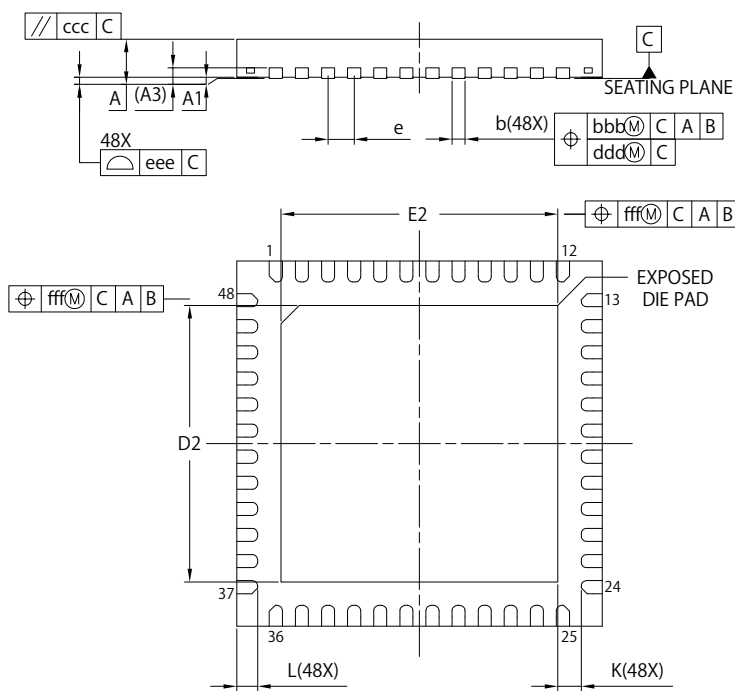 // ccc C
C
A
(A3)
A1
SEATING PLANE
48X
eee C
e
b(48X)
⌖ bbbⓂ C A B
dddⓂ C
E2
⌖ fffⓂ C A B
1
12
⌖ fffⓂ C A B
48
EXPOSED
DIE PAD
13
D2
37
24
36
25
L(48X)
K(48X)